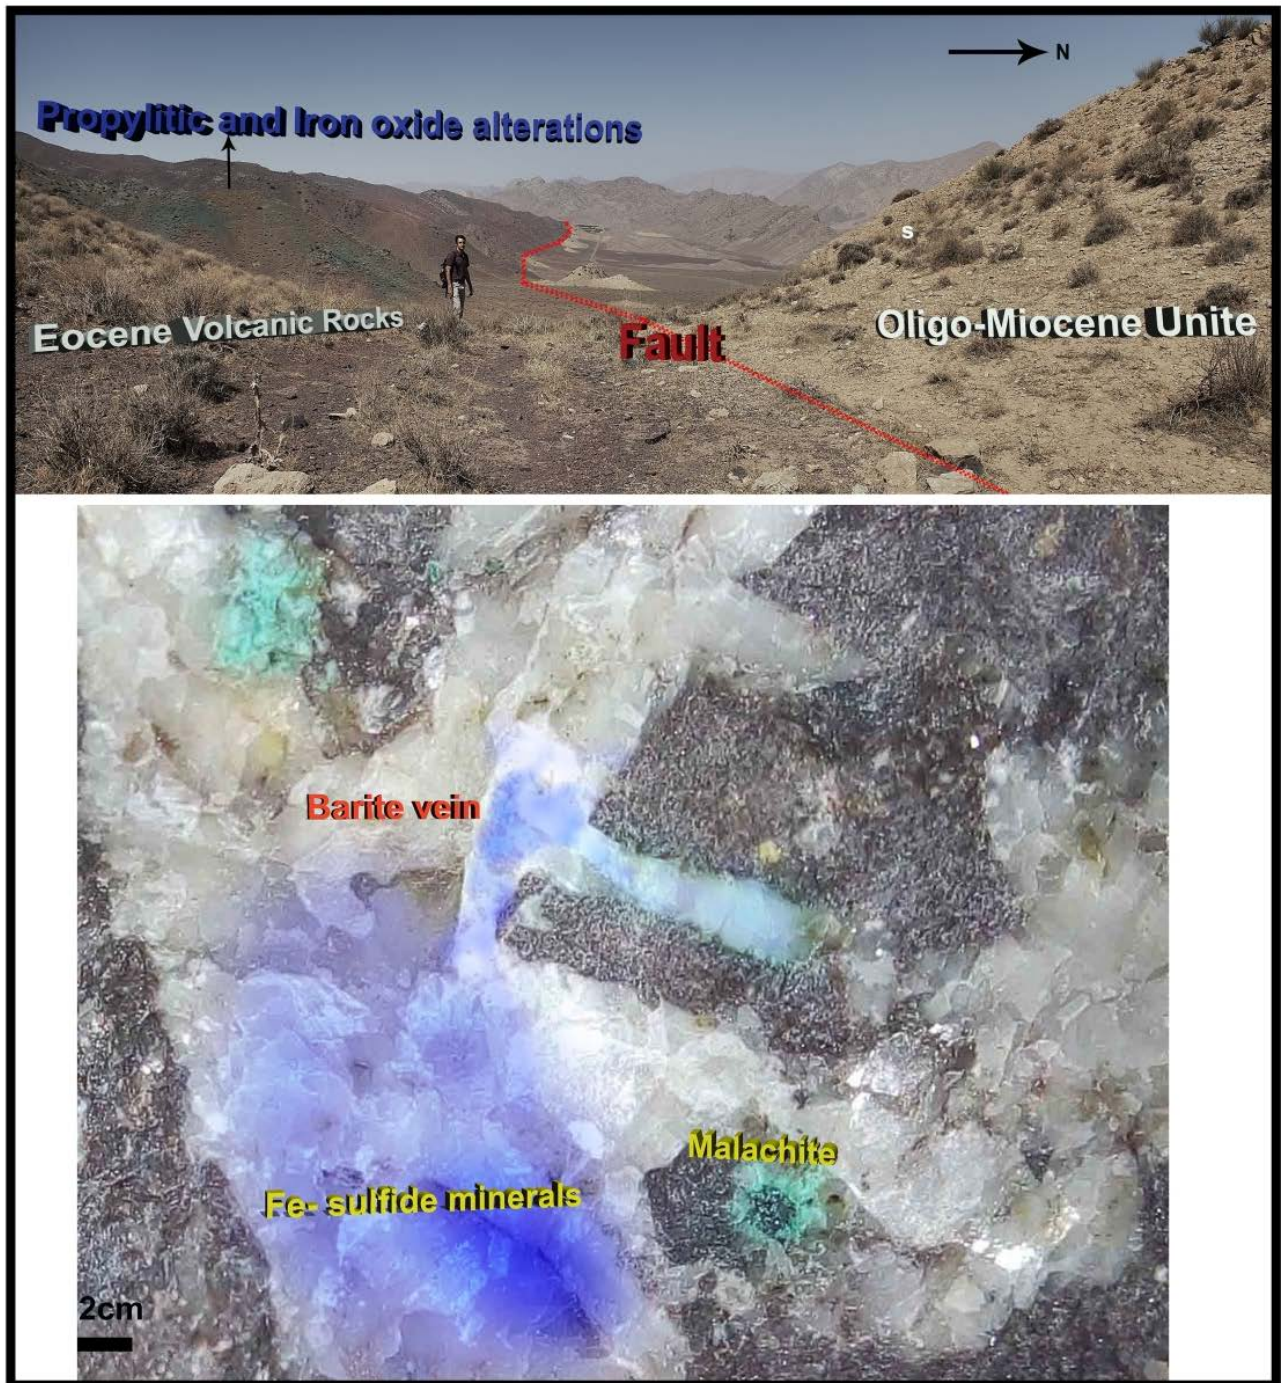 N
Propylitic and Iron oxide alterations
s
Eocene Volcanic Rocks
Fault
Oligo-Miocene Unite
Barite vein
Malachite
Fe- sulfide minerals
2cm